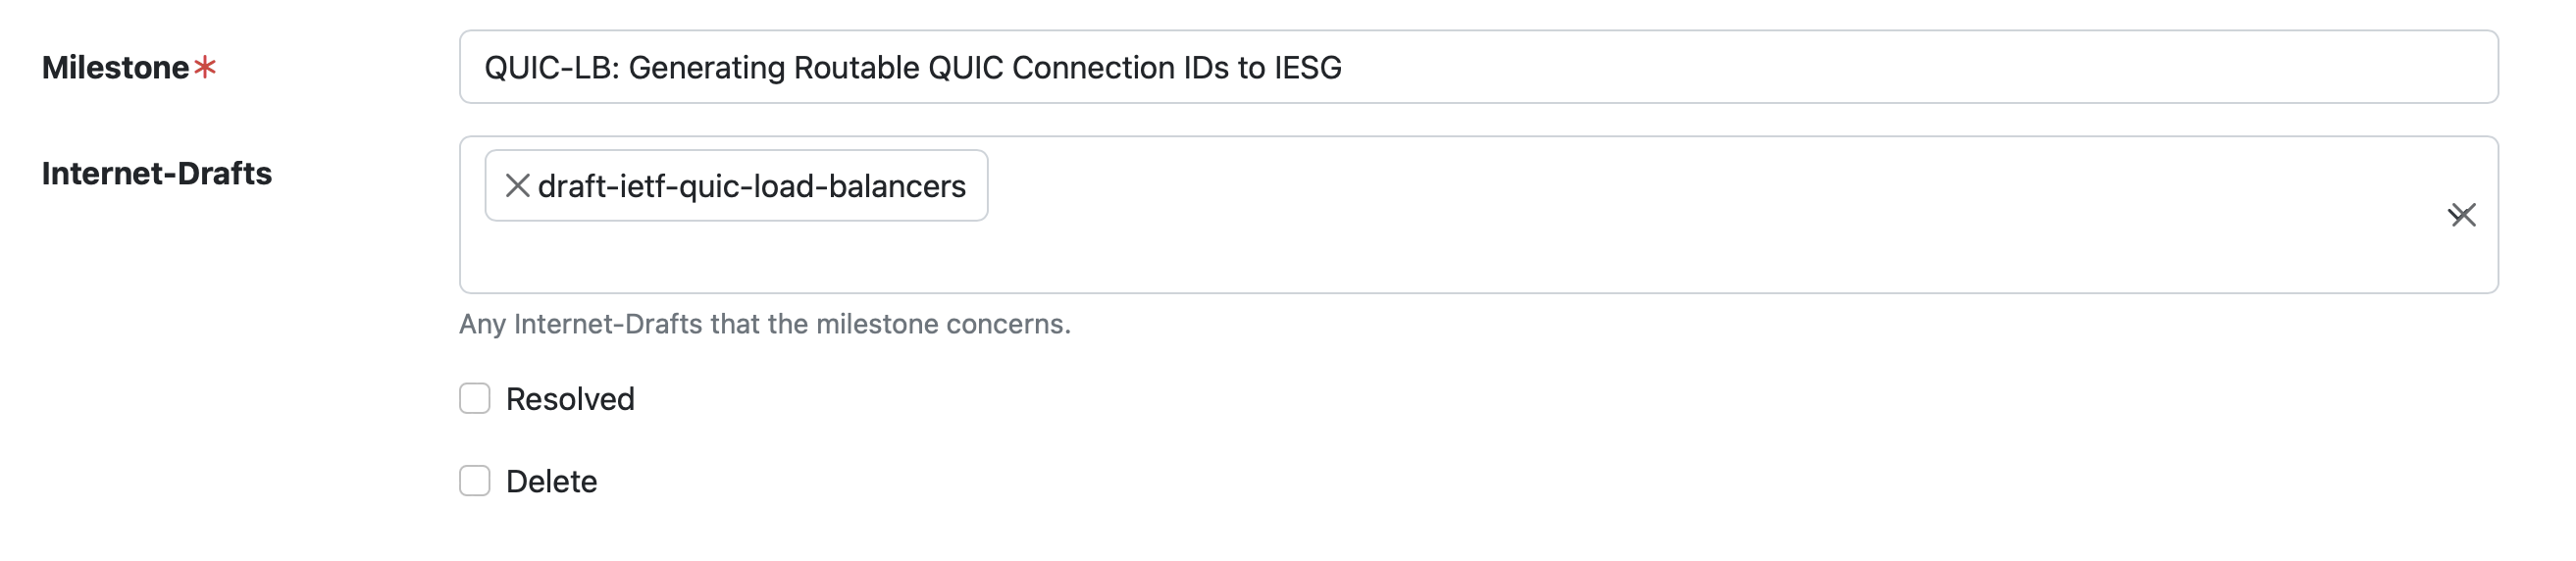 Milestone*
QUIC-LB: Generating Routable QUIC Connection IDs to IESG
Internet-Drafts
draft-ietf-quic-load-balancers
Any Internet-Drafts that the milestone concerns.
Resolved
Delete